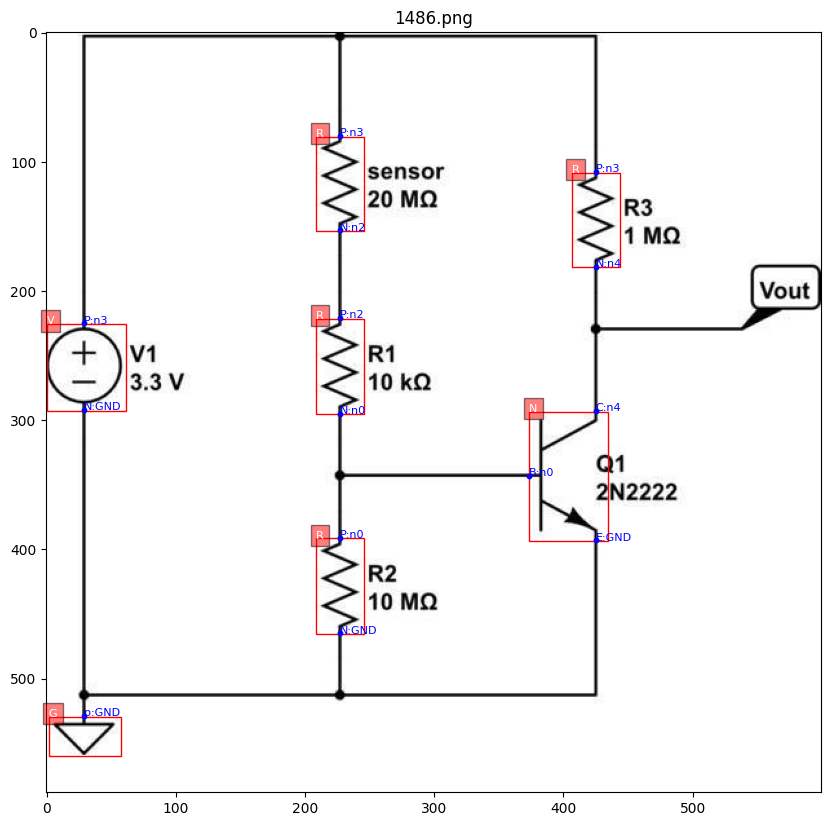 1486.png
0
100
200
300
400
500
0
100
200
300
400
500
R
P:n3
sensor
20 MΩ
N:n2
R
P:n3
R3
1 MΩ
N:n4
Vout
V
P:n3
V1
3.3 V
N:GND
R
P:n2
R1
10 kΩ
N:n0
N
C:n4
B:n0
Q1
2N2222
E:GND
R
P:n0
R2
10 MΩ
N:GND
G
p:GND